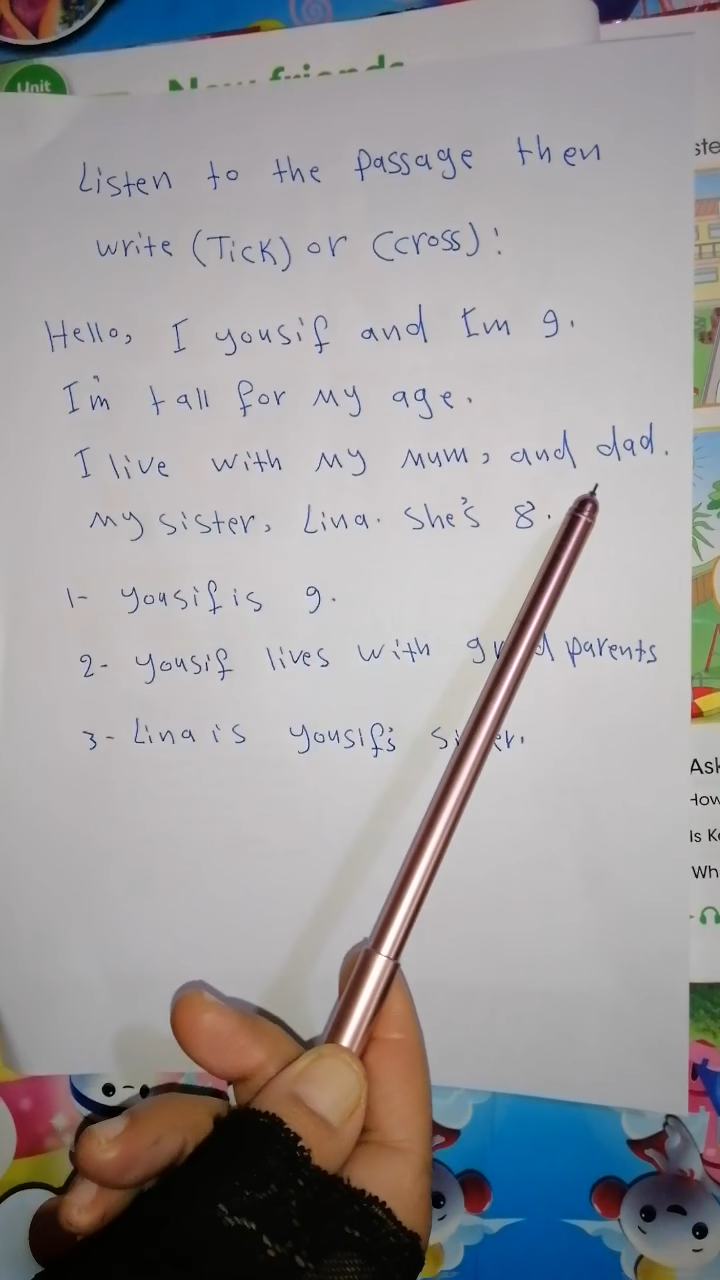 Unit
New friends
Listen to the passage then
write (Tick) or (cross):
Hello, I yousif and Im 9.
I'm tall for my age.
I live with my mum, and dad.
my sister, Lina. She's 8.
1- yousif is 9.
2- yousif lives with parents
3- Lina is yousif's
Ask
Is